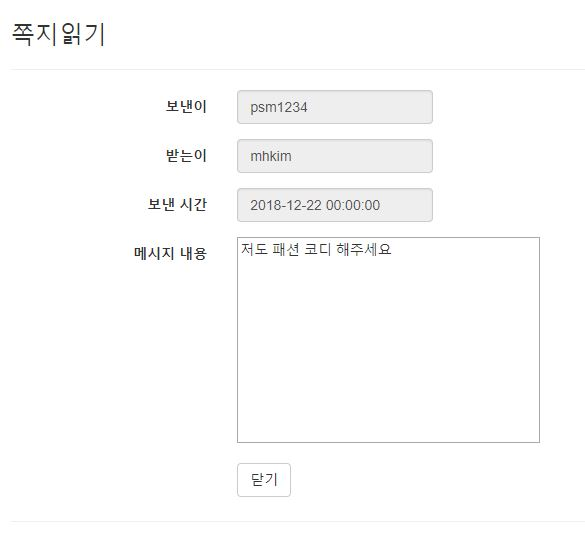 쪽지읽기
보낸이 psm1234
받는이 mhkim
보낸 시간 2018-12-22 00:00:00
메시지 내용 저도 패션 코디 해주세요
닫기